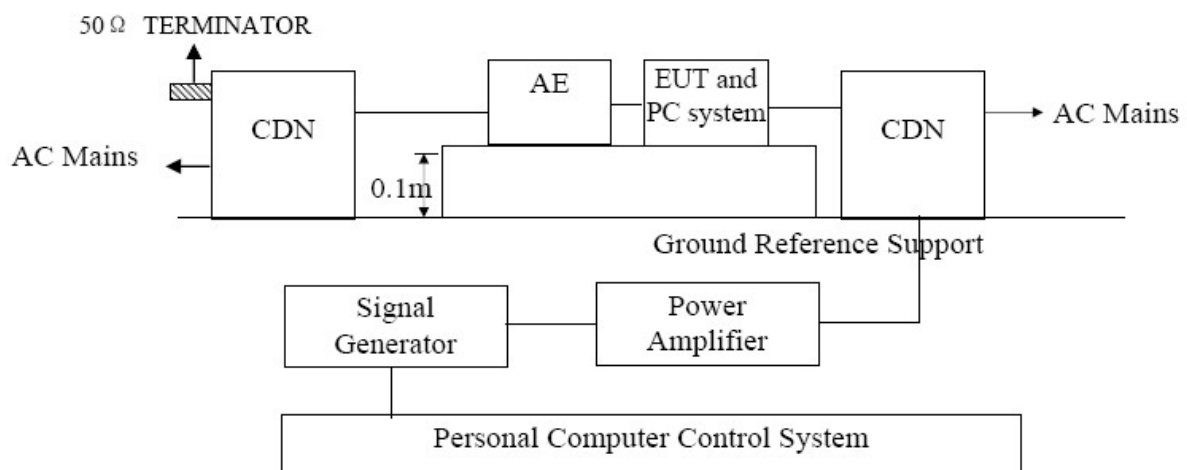 50 Ω TERMINATOR
CDN
AC Mains
AE
EUT and
PC system
CDN
AC Mains
0.1m
Ground Reference Support
Signal
Generator
Power
Amplifier
Personal Computer Control System